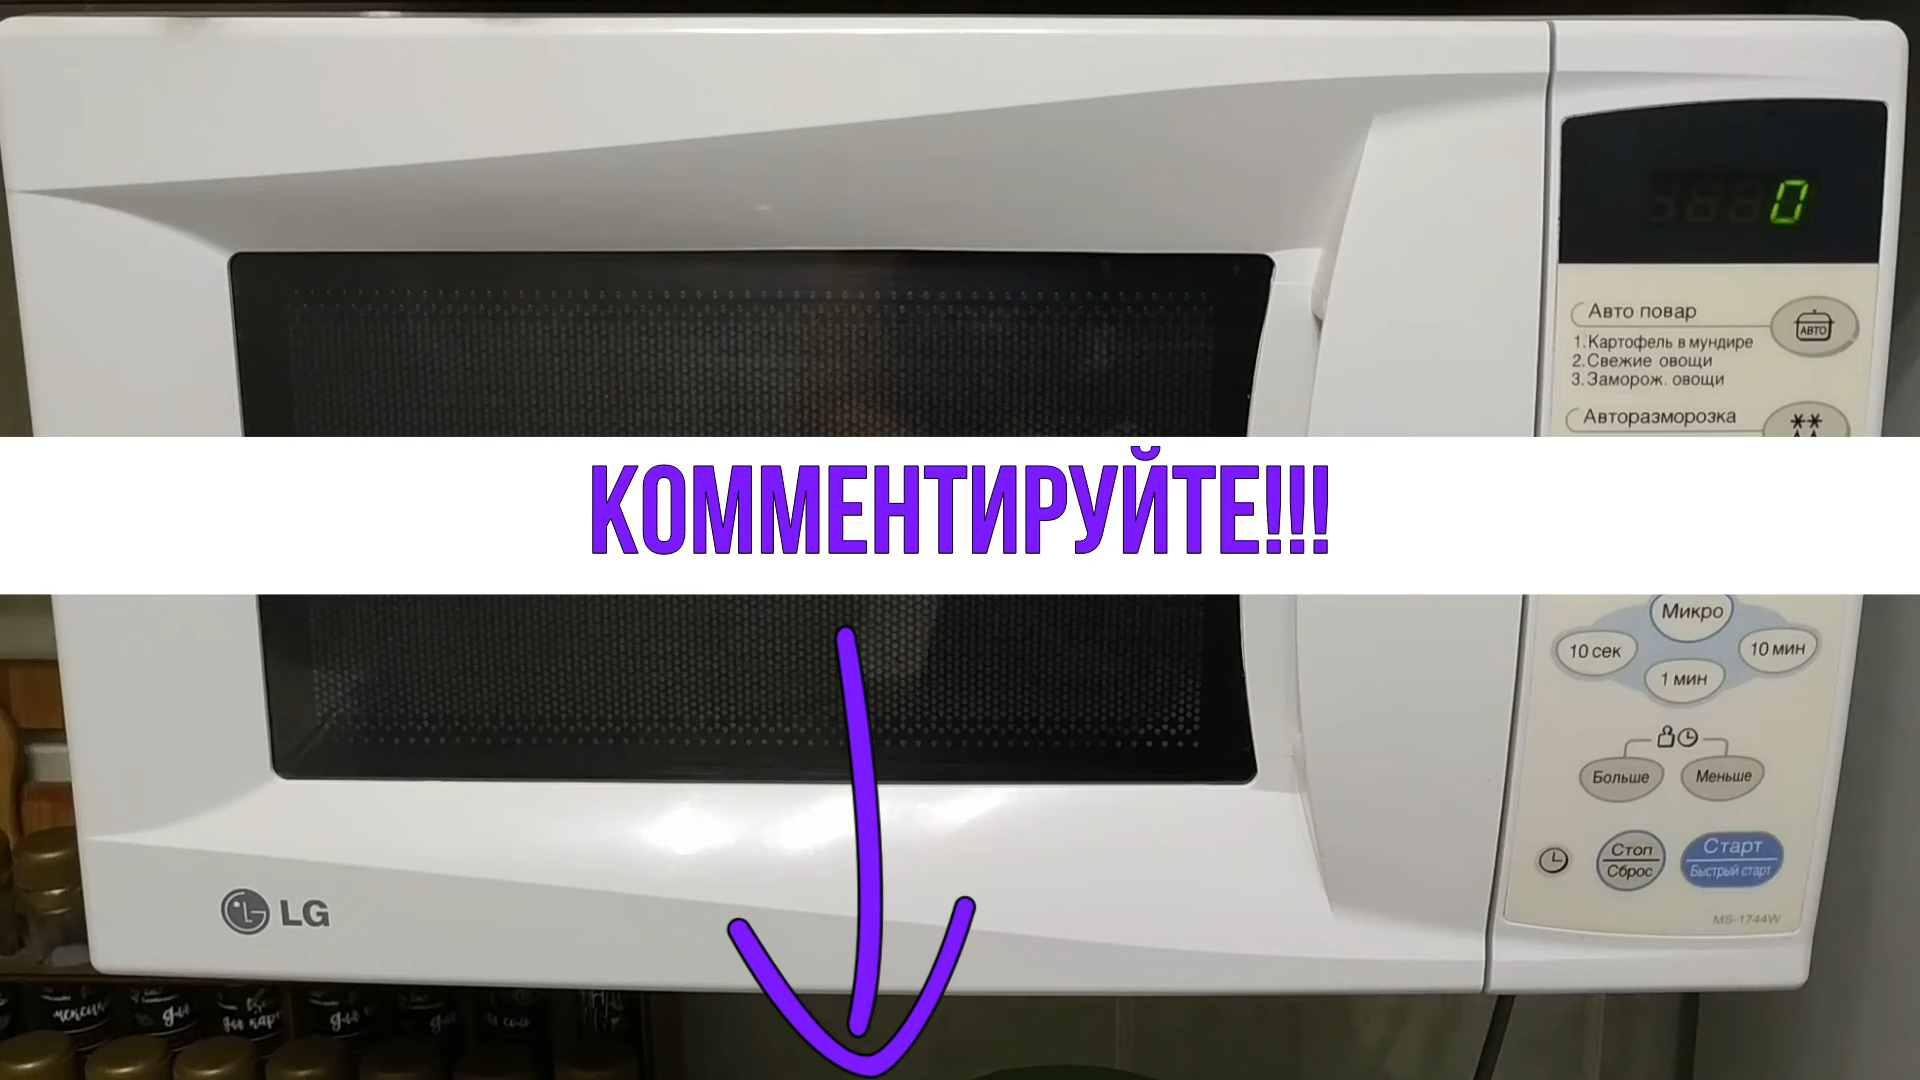 0
Авто повар
АВТО
1.Картофель в мундире
2.Свежие овощи
3.Заморож. овощи
Авторазморозка
КОММЕНТИРУЙТЕ!!!
Микро
10 сек
10 мин
1 мин
Больше
Меньше
Стоп
Сброс
Старт
Быстрый старт
LG
MS-1744W